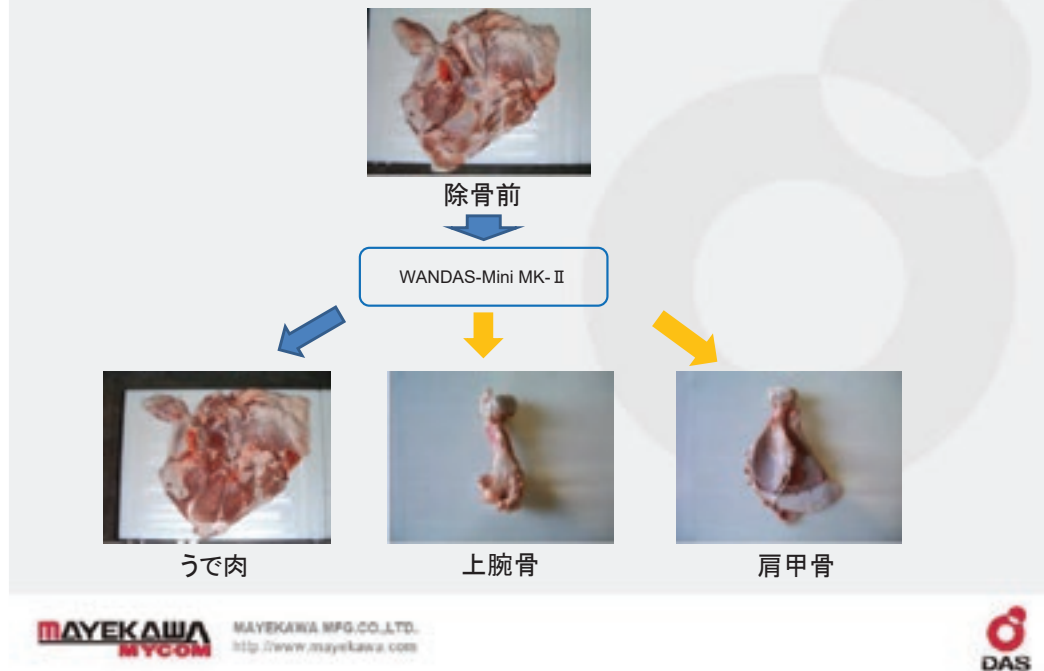 除骨前
WANDAS-Mini MK-Ⅱ
うで肉
上腕骨
肩甲骨
MAYEKAWA
MYCOM
MAYEKAWA MFG.CO.,LTD.
http://www.mayekawa.com
DAS